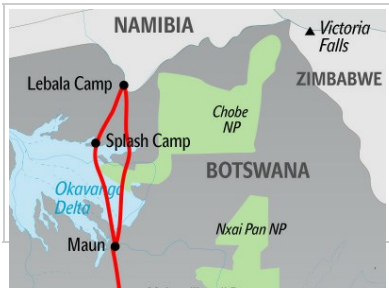 NAMIBIA
Victoria
Falls
ZIMBABWE
Lebala Camp
Chobe
NP
Splash Camp
BOTSWANA
Okavango
Delta
Nxai Pan NP
Maun